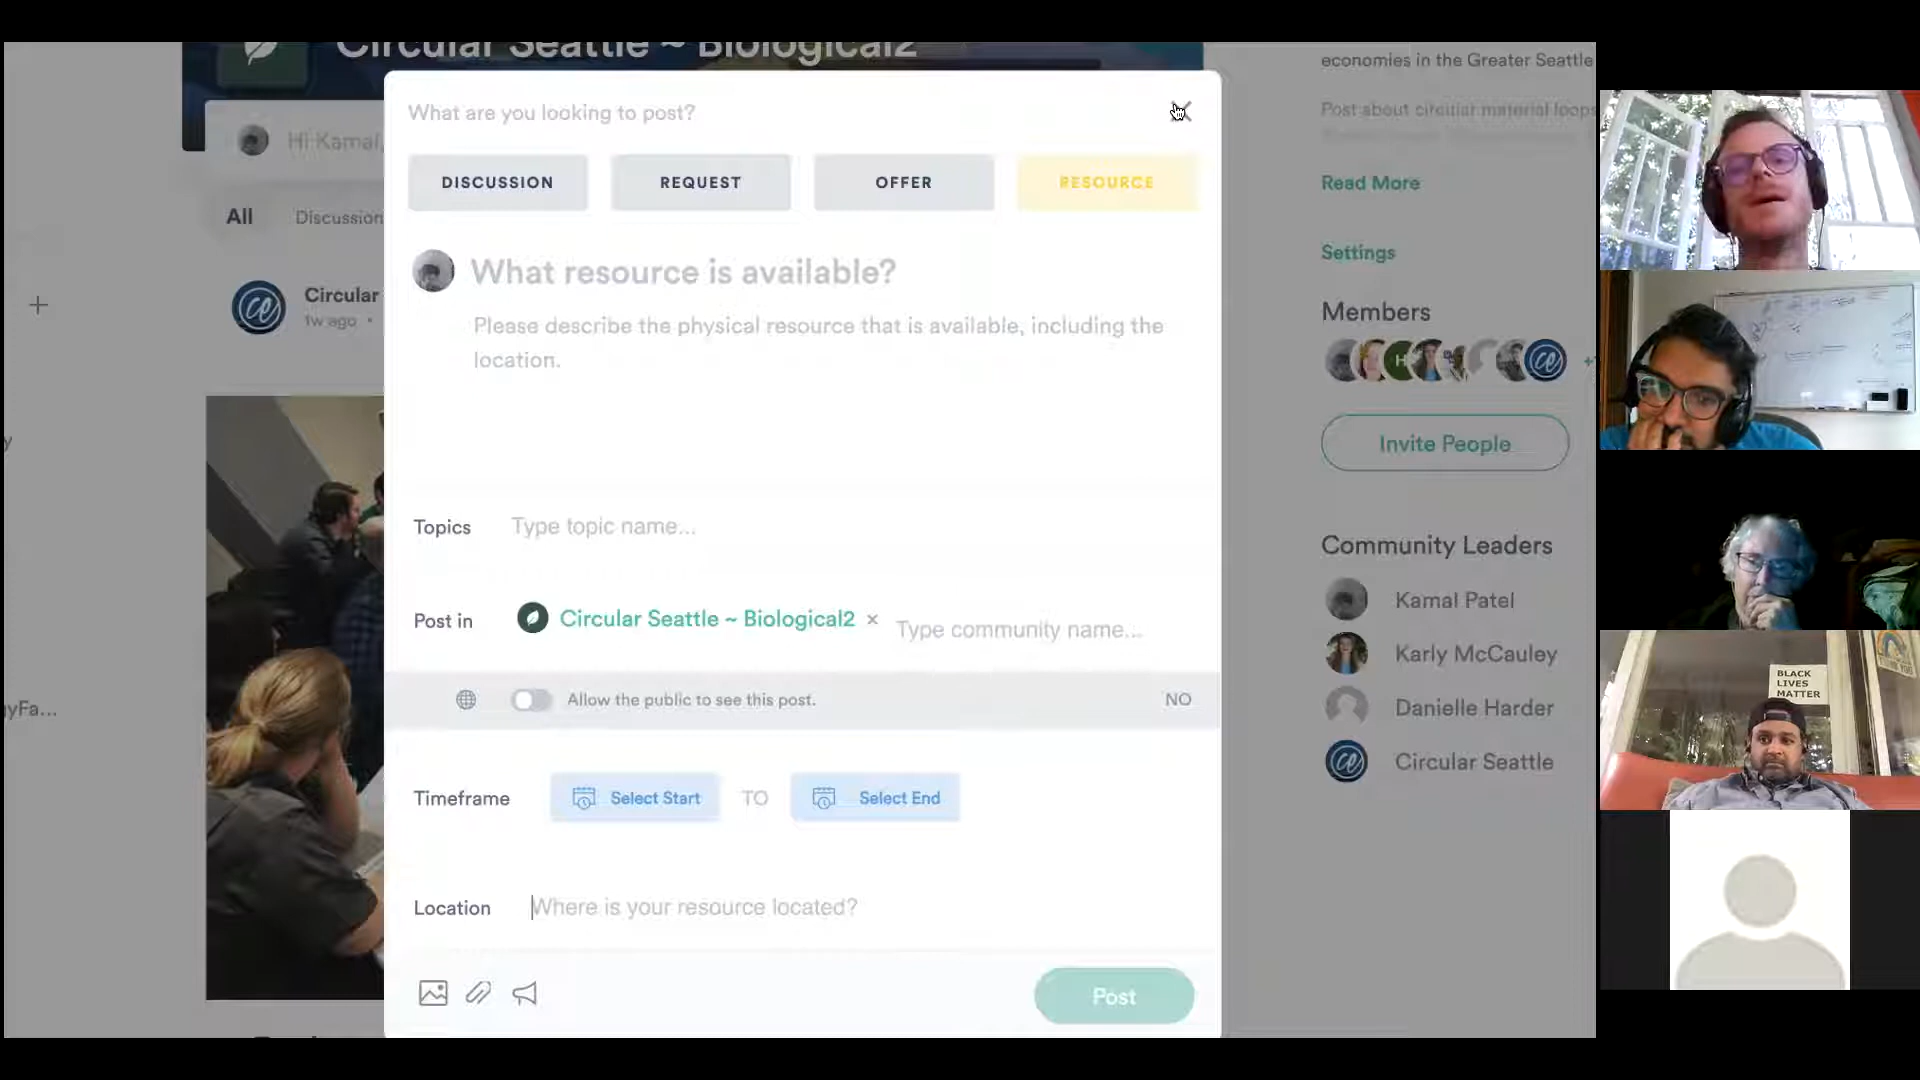 Circular Seattle ~ Biological2
economies in the Greater Seattle
What are you looking to post?
Post about circular material loops
Hi Kamal,
DISCUSSION
REQUEST
OFFER
RESOURCE
Read More
All
Discussion
Settings
What resource is available?
Circular
1w ago •
Members
Please describe the physical resource that is available, including the
location.
H
ce
ce
Invite People
Topics
Type topic name...
Community Leaders
Kamal Patel
Post in
Circular Seattle ~ Biological2 ×
Type community name...
Karly McCauley
BLACK
LIVES
MATTER
Allow the public to see this post.
NO
yFa...
Danielle Harder
ce
Circular Seattle
Timeframe
Select Start
TO
Select End
Location
Where is your resource located?
Post